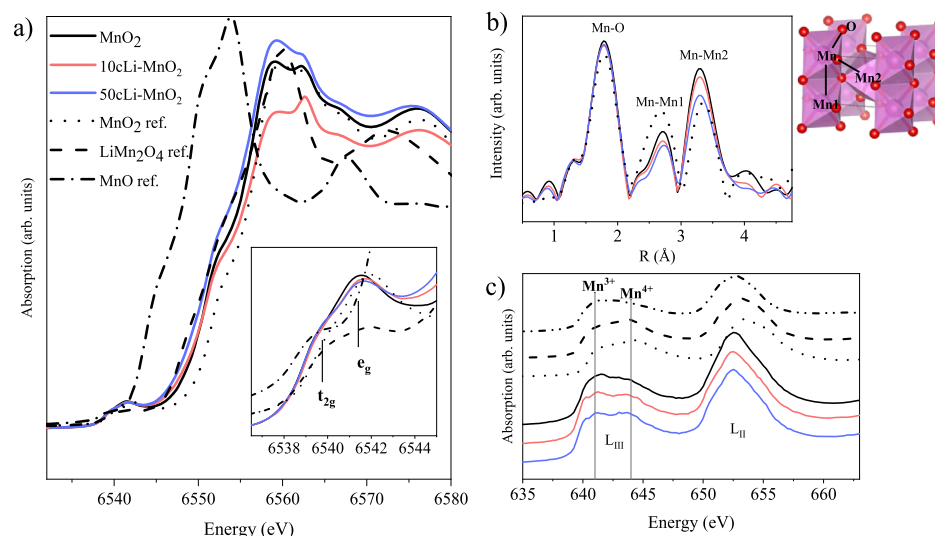 a)
MnO2
10cLi-MnO2
50cLi-MnO2
MnO2 ref.
LiMn2O4 ref.
MnO ref.
Absorption (arb. units)
t2g
eg
6538 6540 6542 6544
6540 6550 6560 6570 6580
Energy (eV)
b)
Mn-O
Mn-Mn1
Mn-Mn2
Intensity (arb. units)
1 2 3 4
R (Å)
O
Mn
Mn2
Mn1
c)
Mn3+
Mn4+
Absorption (arb. units)
LIII
LII
635 640 645 650 655 660
Energy (eV)